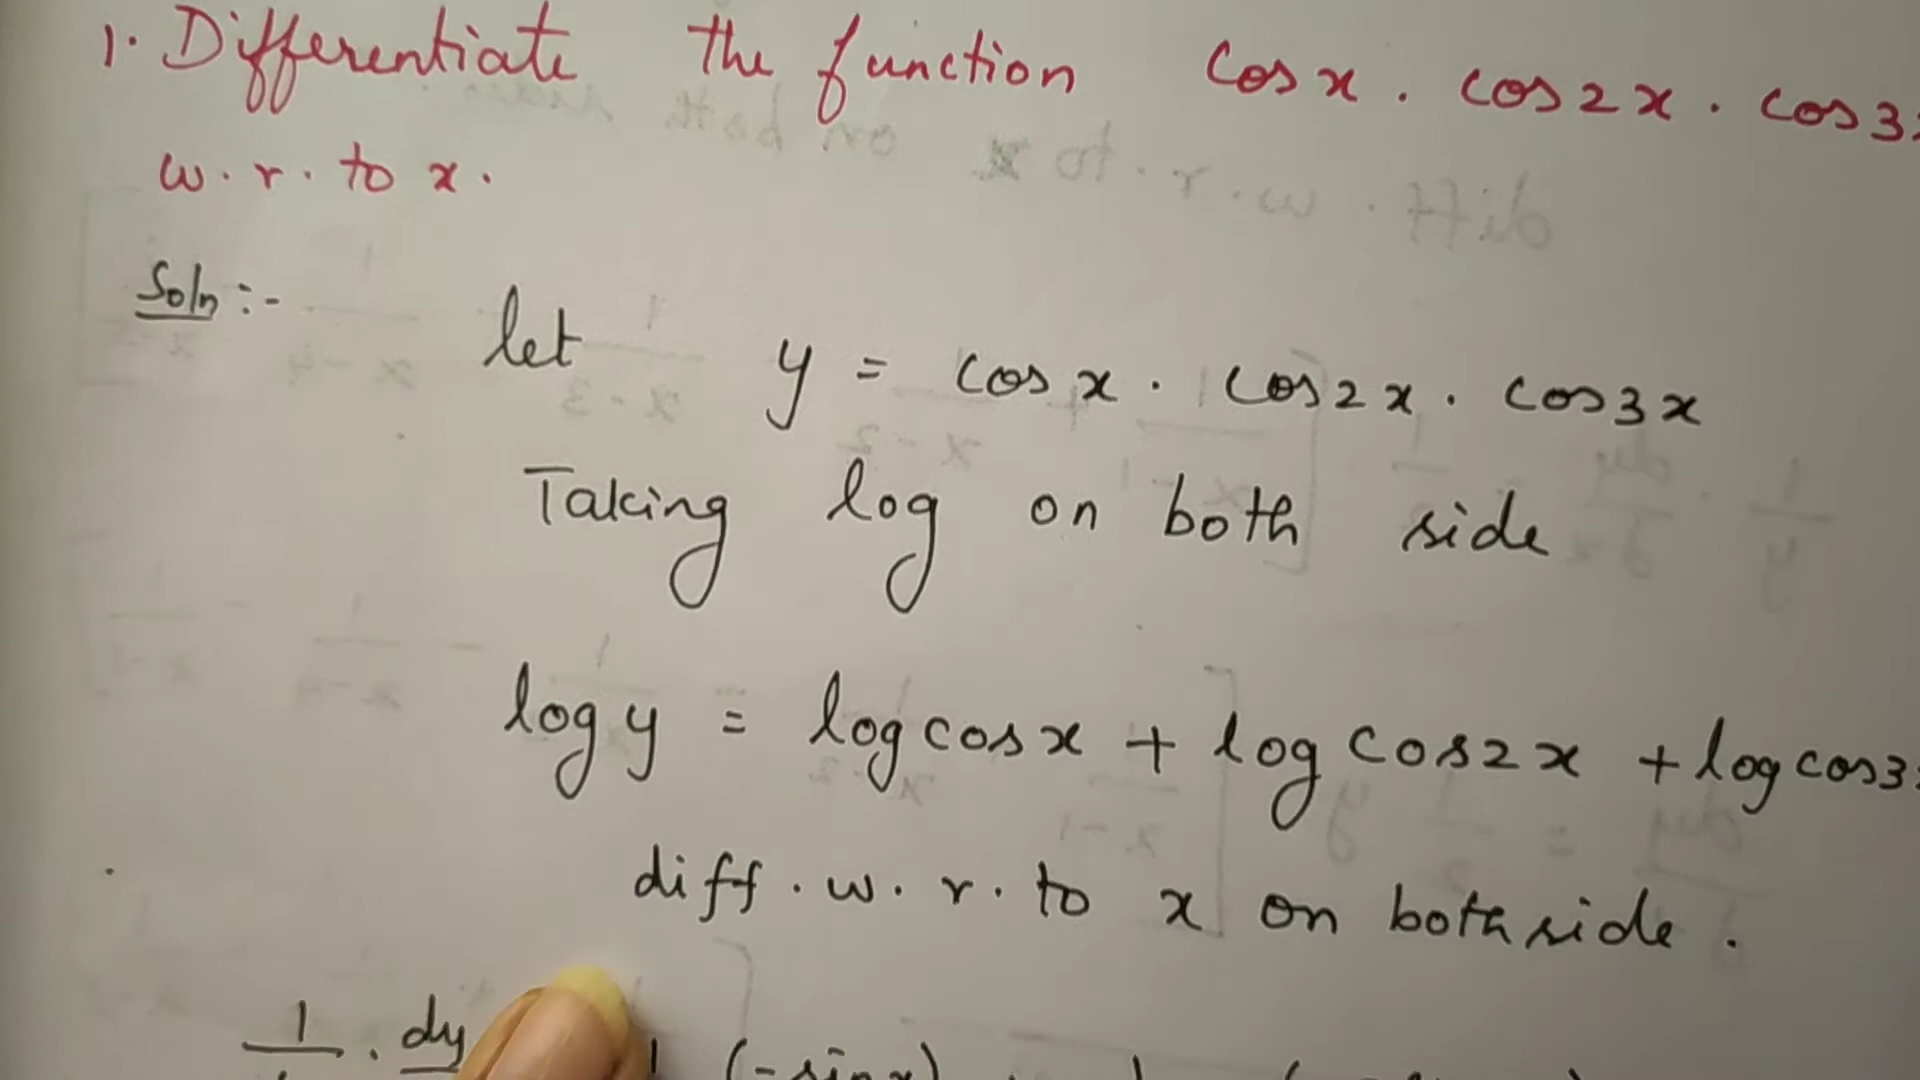 1. Differentiate the function cos x . cos 2x . cos 3
w. r. to x.
Soln :-
let y = cos x . cos 2x . cos 3x
Taking log on both side
log y = log cos x + log cos 2x + log cos 3
diff. w. r. to x on both side.
1 . dy (-sin x)